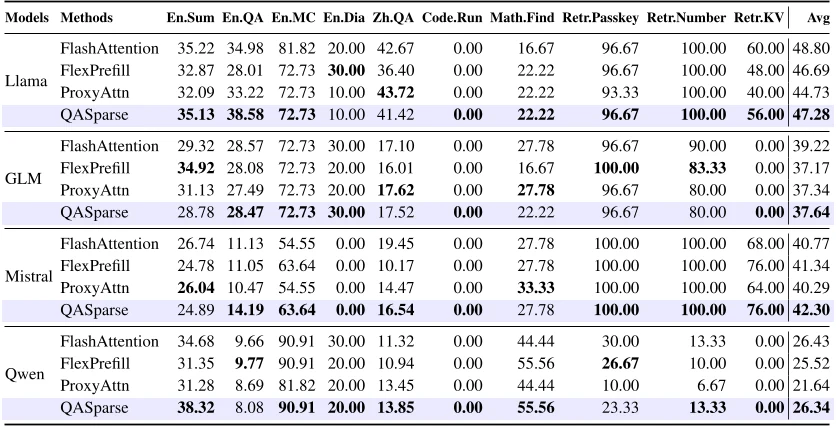 Models Methods En.Sum En.QA En.MC En.Dia Zh.QA Code.Run Math.Find Retr.Passkey Retr.Number Retr.KV Avg
Llama
FlashAttention 35.22 34.98 81.82 20.00 42.67 0.00 16.67 96.67 100.00 60.00 48.80
FlexPrefill 32.87 28.01 72.73 30.00 36.40 0.00 22.22 96.67 100.00 48.00 46.69
ProxyAttn 32.09 33.22 72.73 10.00 43.72 0.00 22.22 93.33 100.00 40.00 44.73
QASparse 35.13 38.58 72.73 10.00 41.42 0.00 22.22 96.67 100.00 56.00 47.28
GLM
FlashAttention 29.32 28.57 72.73 30.00 17.10 0.00 27.78 96.67 90.00 0.00 39.22
FlexPrefill 34.92 28.08 72.73 20.00 16.01 0.00 16.67 100.00 83.33 0.00 37.17
ProxyAttn 31.13 27.49 72.73 20.00 17.62 0.00 27.78 96.67 80.00 0.00 37.34
QASparse 28.78 28.47 72.73 30.00 17.52 0.00 22.22 96.67 80.00 0.00 37.64
Mistral
FlashAttention 26.74 11.13 54.55 0.00 19.45 0.00 27.78 100.00 100.00 68.00 40.77
FlexPrefill 24.78 11.05 63.64 0.00 10.17 0.00 27.78 100.00 100.00 76.00 41.34
ProxyAttn 26.04 10.47 54.55 0.00 14.47 0.00 33.33 100.00 100.00 64.00 40.29
QASparse 24.89 14.19 63.64 0.00 16.54 0.00 27.78 100.00 100.00 76.00 42.30
Qwen
FlashAttention 34.68 9.66 90.91 30.00 11.32 0.00 44.44 30.00 13.33 0.00 26.43
FlexPrefill 31.35 9.77 90.91 20.00 10.94 0.00 55.56 26.67 10.00 0.00 25.52
ProxyAttn 31.28 8.69 81.82 20.00 13.45 0.00 44.44 10.00 6.67 0.00 21.64
QASparse 38.32 8.08 90.91 20.00 13.85 0.00 55.56 23.33 13.33 0.00 26.34